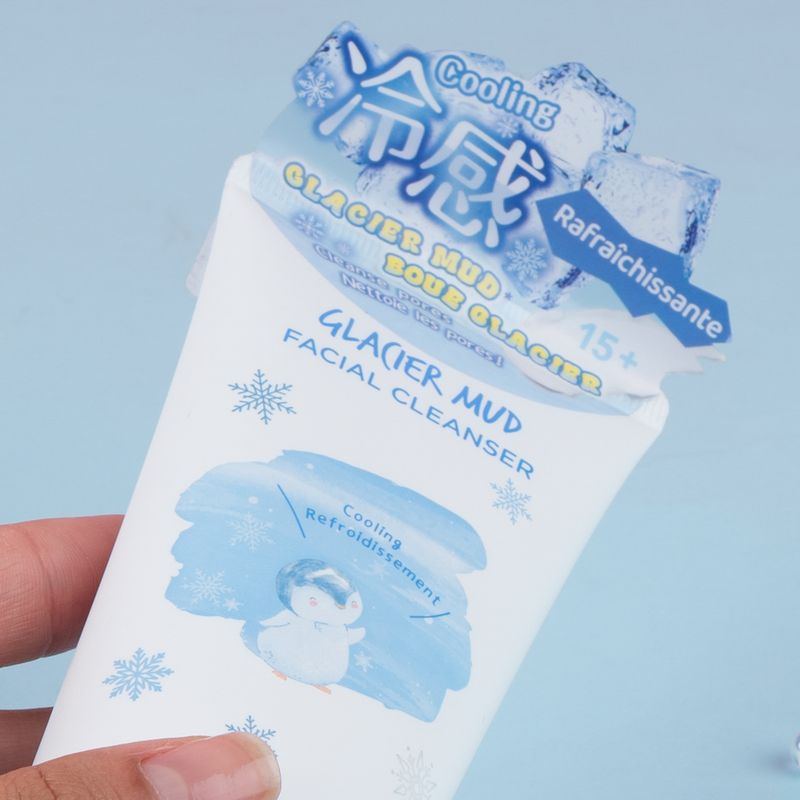 Cooling
冷感
Rafraîchissante
GLACIER MUD
BOUE GLACIER
Cleanse pores
Nettoie les pores!
15+
GLACIER MUD
FACIAL CLEANSER
Cooling
Refroidissement